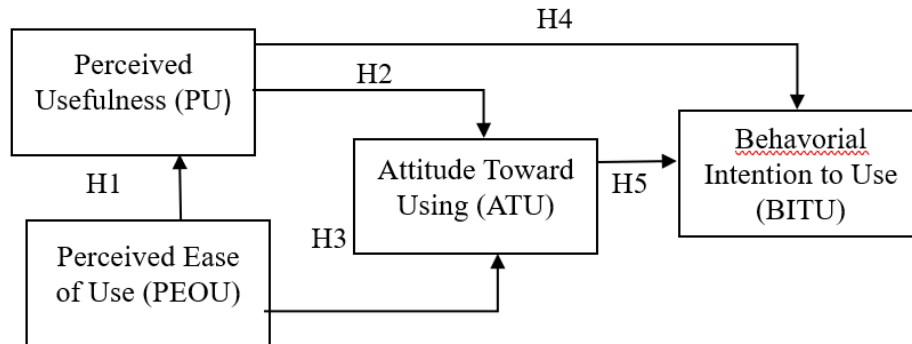 H4
Perceived
Usefulness (PU)
H2
Behavorial
Intention to Use
(BITU)
Attitude Toward
Using (ATU)
H5
H1
H3
Perceived Ease
of Use (PEOU)